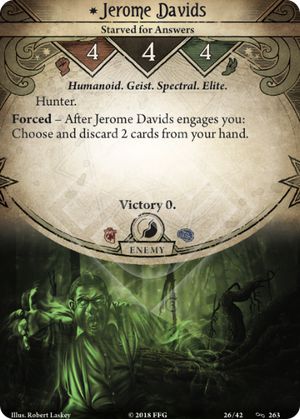 Jerome Davids
Starved for Answers
4 4 4
Humanoid. Geist. Spectral. Elite.
Hunter.
Forced – After Jerome Davids engages you:
Choose and discard 2 cards from your hand.
Victory 0.
ENEMY
Illus. Robert Laskey © 2018 FFG 26/42 263